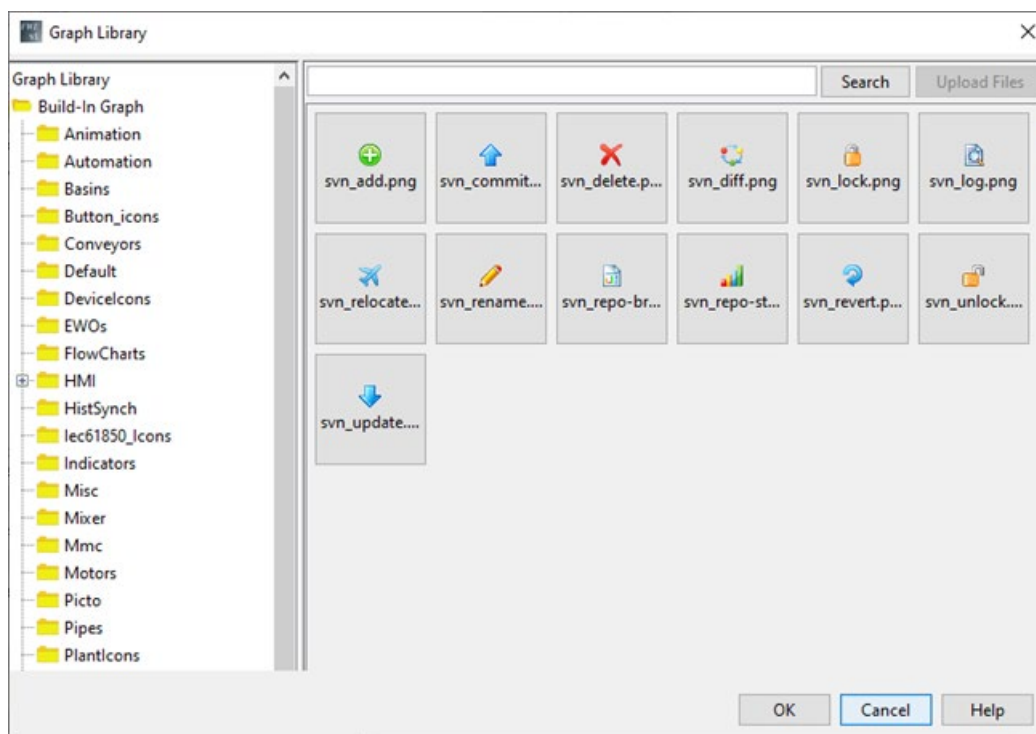 Graph Library
Graph Library
Build-In Graph
Animation
Automation
Basins
Button_icons
Conveyors
Default
DeviceIcons
EWOs
FlowCharts
HMI
HistSynch
Iec61850_Icons
Indicators
Misc
Mixer
Mmc
Motors
Picto
Pipes
PlantIcons
Search
Upload Files
svn_add.png
svn_commit...
svn_delete.p...
svn_diff.png
svn_lock.png
svn_log.png
svn_relocate...
svn_rename....
svn_repo-br...
svn_repo-st...
svn_revert.p...
svn_unlock....
svn_update....
OK
Cancel
Help